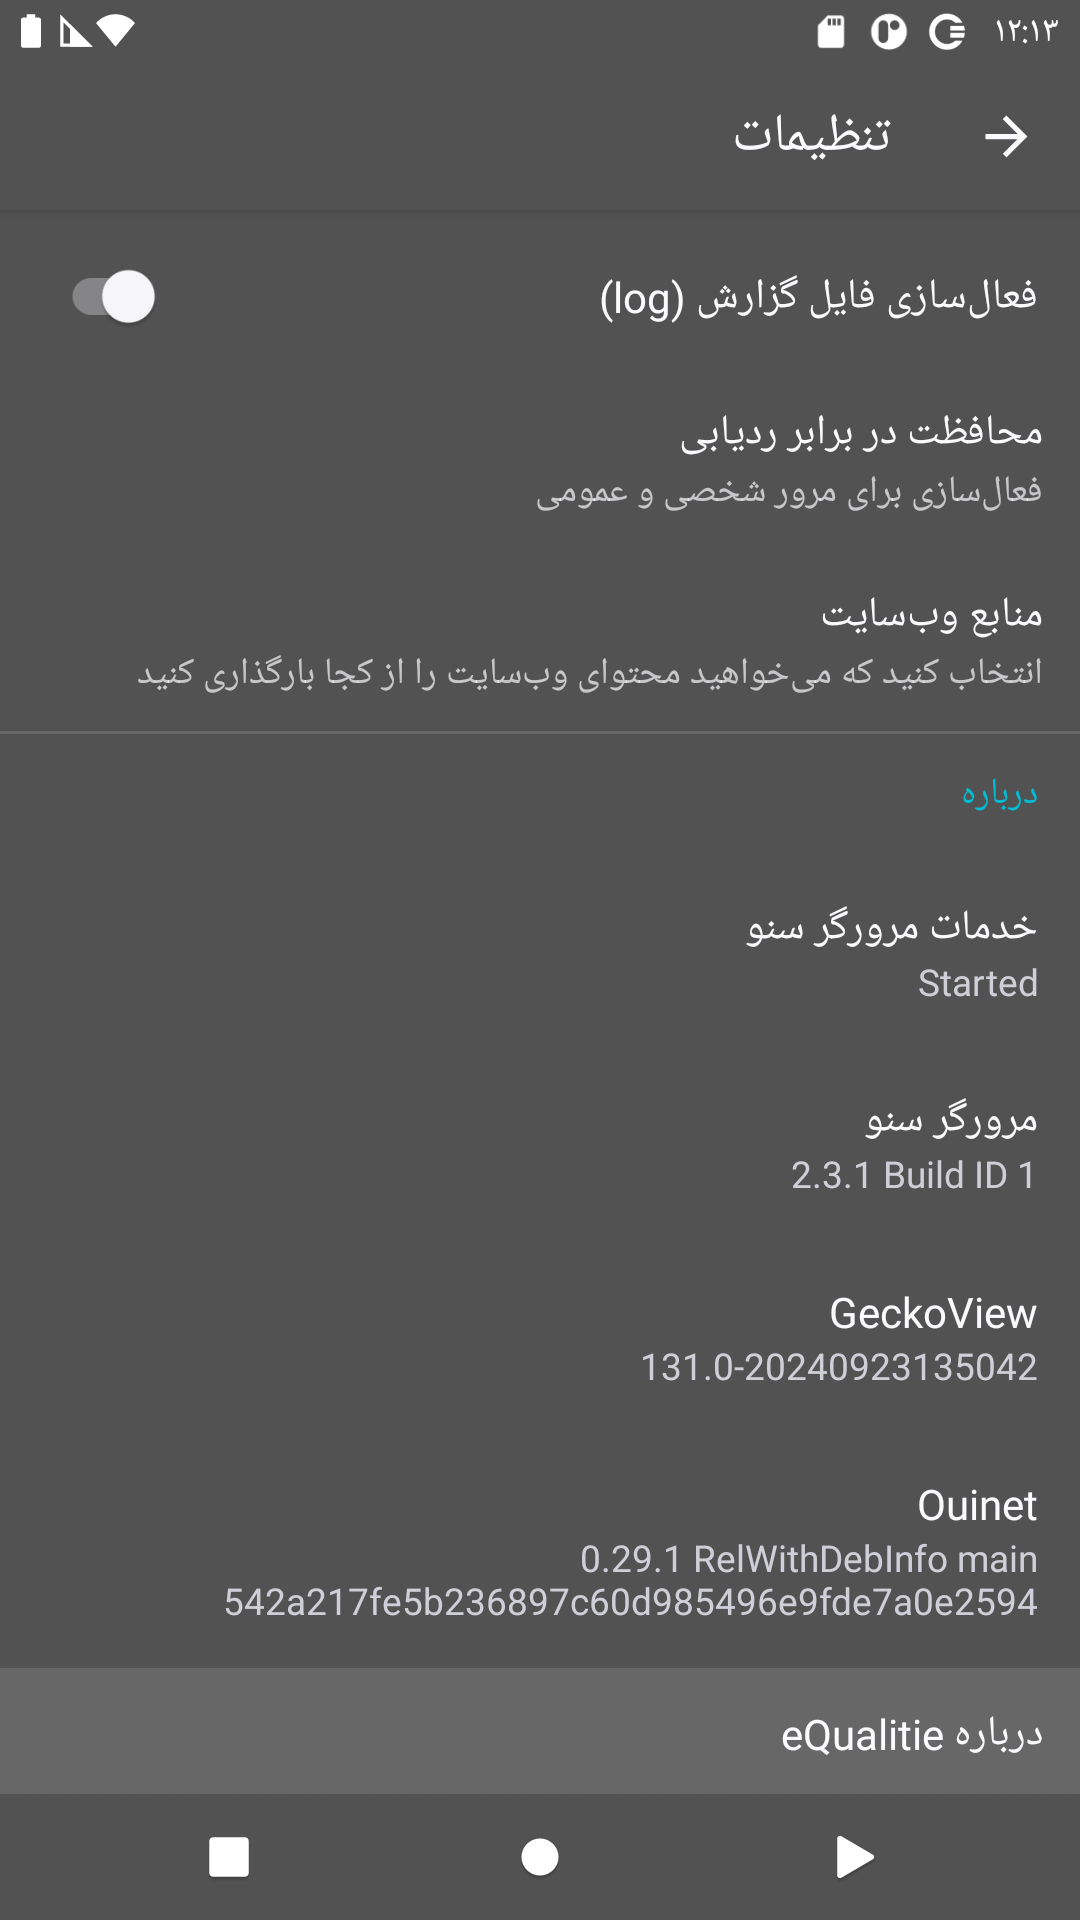 ۱۲:۱۳
تنظیمات
فعال‌سازی فایل گزارش (log)
محافظت در برابر ردیابی
فعال‌سازی برای مرور شخصی و عمومی
منابع وب‌سایت
انتخاب کنید که می‌خواهید محتوای وب‌سایت را از کجا بارگذاری کنید
درباره
خدمات مرورگر سنو
Started
مرورگر سنو
2.3.1 Build ID 1
GeckoView
131.0-20240923135042
Ouinet
0.29.1 RelWithDebInfo main
542a217fe5b236897c60d985496e9fde7a0e2594
درباره eQualitie